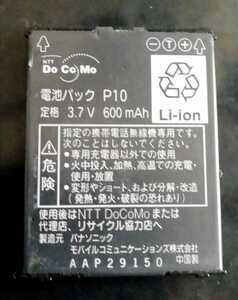 NTT
DoCoMo
電池パック P10
定格 3.7V 600mAh
Li-ion
危険
指定の携帯電話無線機専用です。
次のことはしないでください。
●専用充電器以外での使用
●火中投入、加熱、高温での充電・
使用・放置
●変形やショート、および分解・改造
（発熱・発火・破裂の恐れあり）
使用後はNTT DoCoMoまたは
代理店、リサイクル協力店へ
製造元 パナソニック
モバイルコミュニケーションズ株式会社
AAP29150 中国製